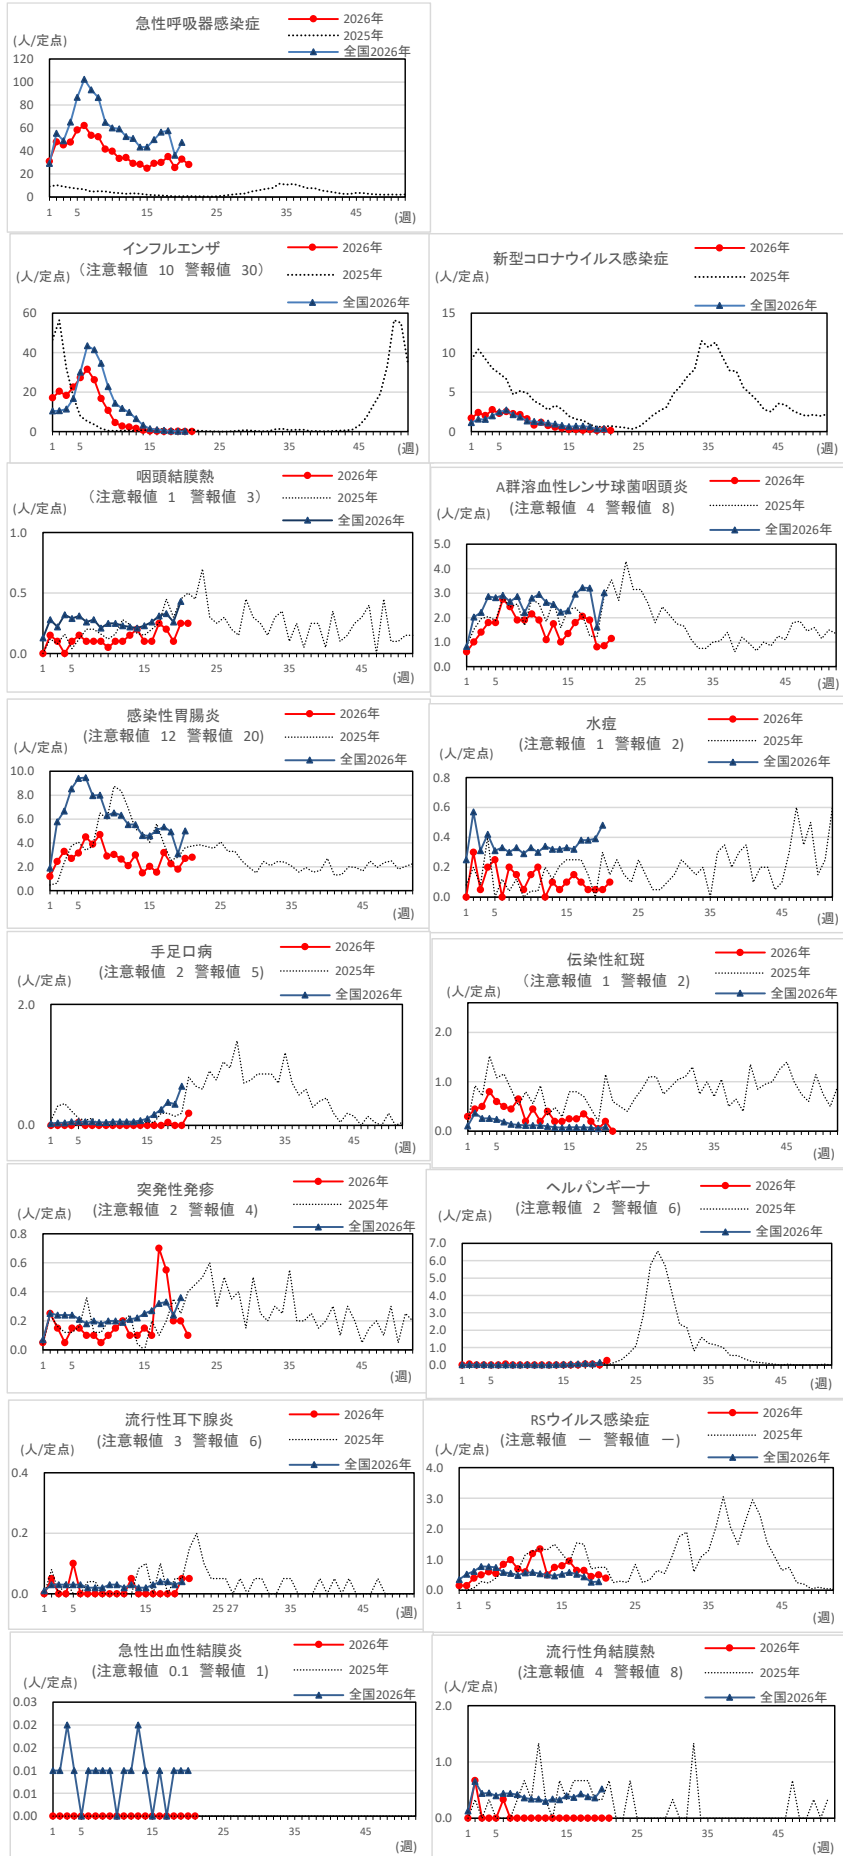 急性呼吸器感染症
(人/定点)
2026年
2025年
全国2026年
120
100
80
60
40
20
0
1 5 15 25 35 45 (週)
インフルエンザ
（注意報値 10 警報値 30）
(人/定点)
2026年
2025年
全国2026年
60
40
20
0
1 5 15 25 35 45 (週)
新型コロナウイルス感染症
(人/定点)
2026年
2025年
全国2026年
15
10
5
0
1 5 15 25 35 45 (週)
咽頭結膜熱
（注意報値 1 警報値 3）
(人/定点)
2026年
2025年
全国2026年
1.0
0.5
0.0
1 5 15 25 35 45 (週)
A群溶血性レンサ球菌咽頭炎
(注意報値 4 警報値 8)
(人/定点)
2026年
2025年
全国2026年
5.0
4.0
3.0
2.0
1.0
0.0
1 5 15 25 35 45 (週)
感染性胃腸炎
(注意報値 12 警報値 20)
(人/定点)
2026年
2025年
全国2026年
10.0
8.0
6.0
4.0
2.0
0.0
1 5 15 25 35 45 (週)
水痘
(注意報値 1 警報値 2)
(人/定点)
2026年
2025年
全国2026年
0.8
0.6
0.4
0.2
0.0
1 5 15 25 35 45 (週)
手足口病
(注意報値 2 警報値 5)
(人/定点)
2026年
2025年
全国2026年
2.0
0.0
1 5 15 25 35 45 (週)
伝染性紅斑
（注意報値 1 警報値 2)
(人/定点)
2026年
2025年
全国2026年
2.0
1.0
0.0
1 5 15 25 35 45 (週)
突発性発疹
(注意報値 2 警報値 4)
(人/定点)
2026年
2025年
全国2026年
0.8
0.6
0.4
0.2
0.0
1 5 15 25 35 45 (週)
ヘルパンギーナ
(注意報値 2 警報値 6)
(人/定点)
2026年
2025年
全国2026年
7.0
6.0
5.0
4.0
3.0
2.0
1.0
0.0
1 5 15 25 35 45 (週)
流行性耳下腺炎
(注意報値 3 警報値 6)
(人/定点)
2026年
2025年
全国2026年
0.4
0.2
0.0
1 5 15 25 27 35 45 (週)
RSウイルス感染症
(注意報値 ー 警報値 ー)
(人/定点)
2026年
2025年
全国2026年
4.0
3.0
2.0
1.0
0.0
1 5 15 25 35 45 (週)
急性出血性結膜炎
(注意報値 0.1 警報値 1)
(人/定点)
2026年
2025年
全国2026年
0.03
0.02
0.02
0.01
0.01
0.00
1 5 15 25 35 45 (週)
流行性角結膜熱
(注意報値 4 警報値 8)
(人/定点)
2026年
2025年
全国2026年
2.0
1.0
0.0
1 5 15 25 35 45 (週)